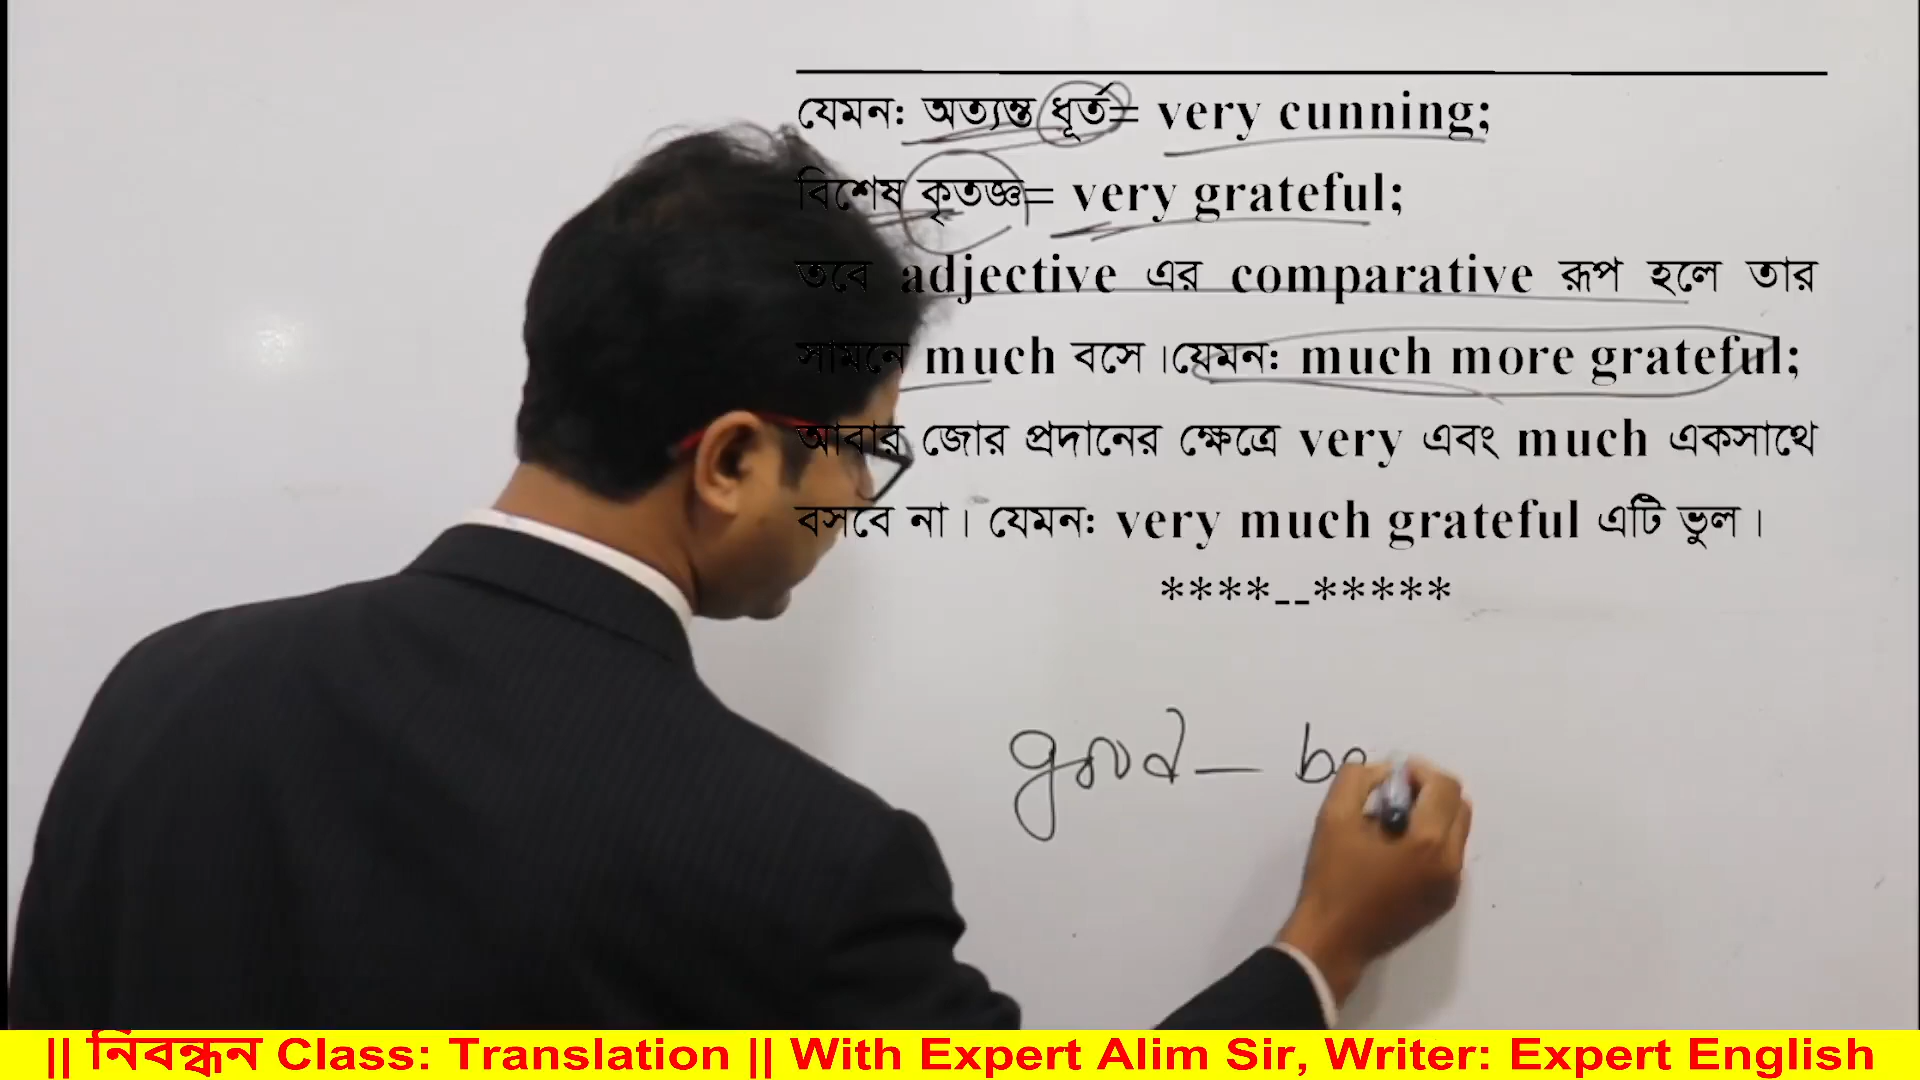 যেমন: অত্যন্ত ধূর্ত= very cunning;
বিশেষ কৃতজ্ঞ= very grateful;
তবে adjective এর comparative রূপ হলে তার
সামনে much বসে।যেমন: much more grateful;
আবার জোর প্রদানের ক্ষেত্রে very এবং much একসাথে
বসবে না। যেমন: very much grateful এটি ভুল।
****--*****
good — be
|| নিবন্ধন Class: Translation || With Expert Alim Sir, Writer: Expert English